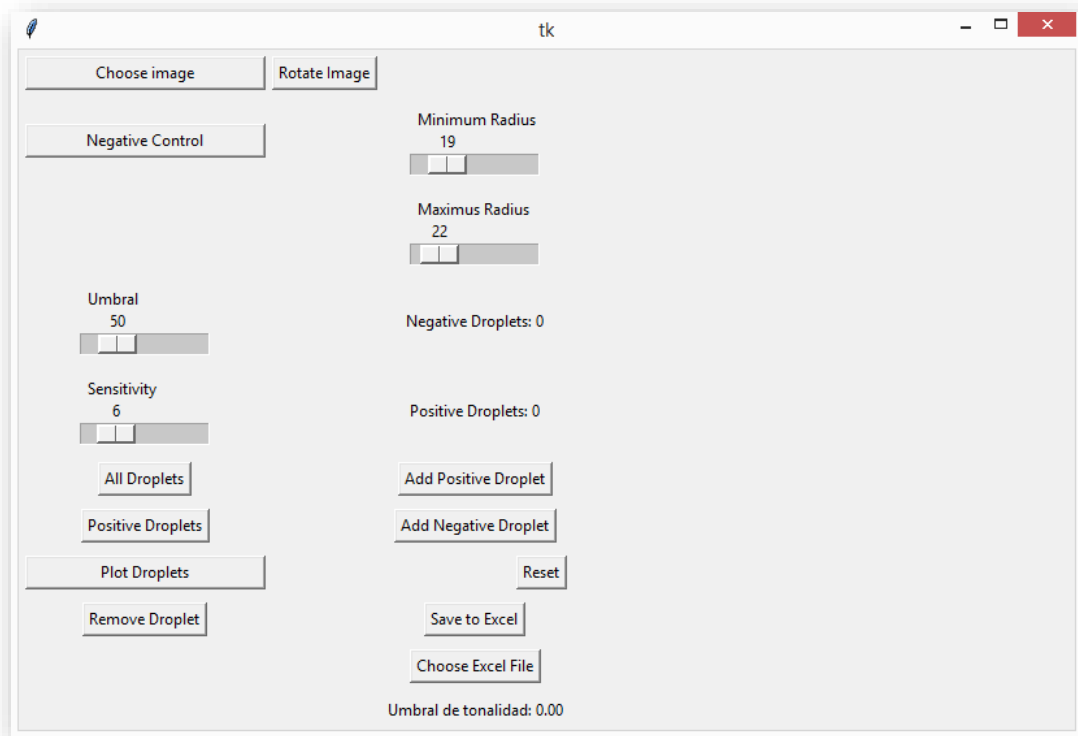 tk
Choose image
Rotate Image
Minimum Radius
Negative Control
19
Maximus Radius
22
Umbral
50
Negative Droplets: 0
Sensitivity
6
Positive Droplets: 0
All Droplets
Add Positive Droplet
Positive Droplets
Add Negative Droplet
Plot Droplets
Reset
Remove Droplet
Save to Excel
Choose Excel File
Umbral de tonalidad: 0.00